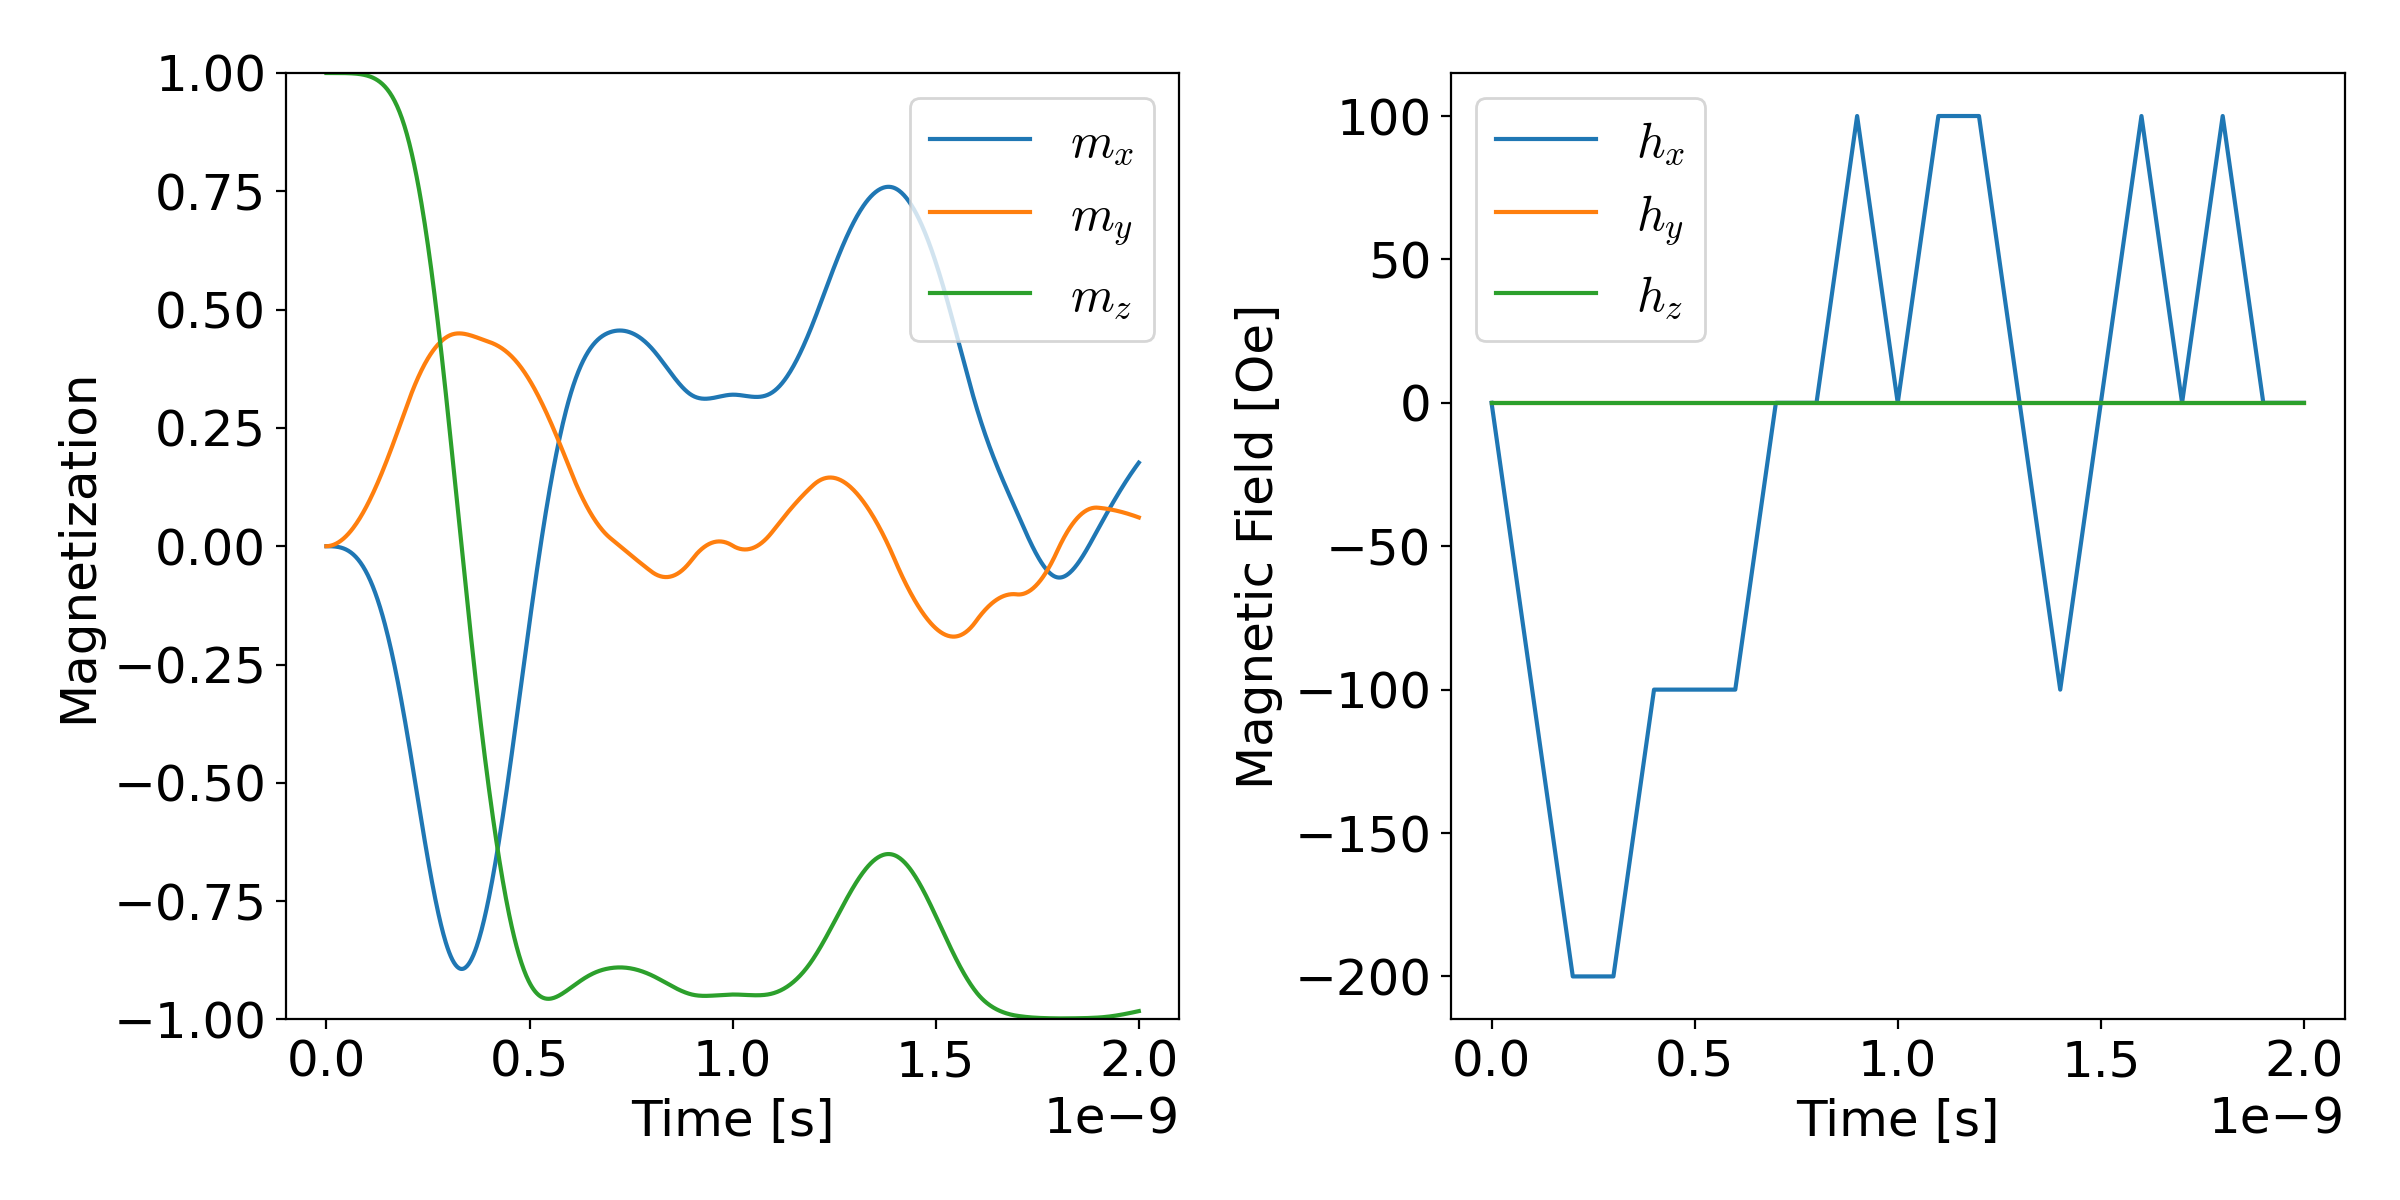 1.00
0.75
0.50
0.25
0.00
−0.25
−0.50
−0.75
−1.00
Magnetization
0.0 0.5 1.0 1.5 2.0
Time [s]
1e−9
m_x
m_y
m_z
100
50
0
−50
−100
−150
−200
Magnetic Field [Oe]
0.0 0.5 1.0 1.5 2.0
Time [s]
1e−9
h_x
h_y
h_z